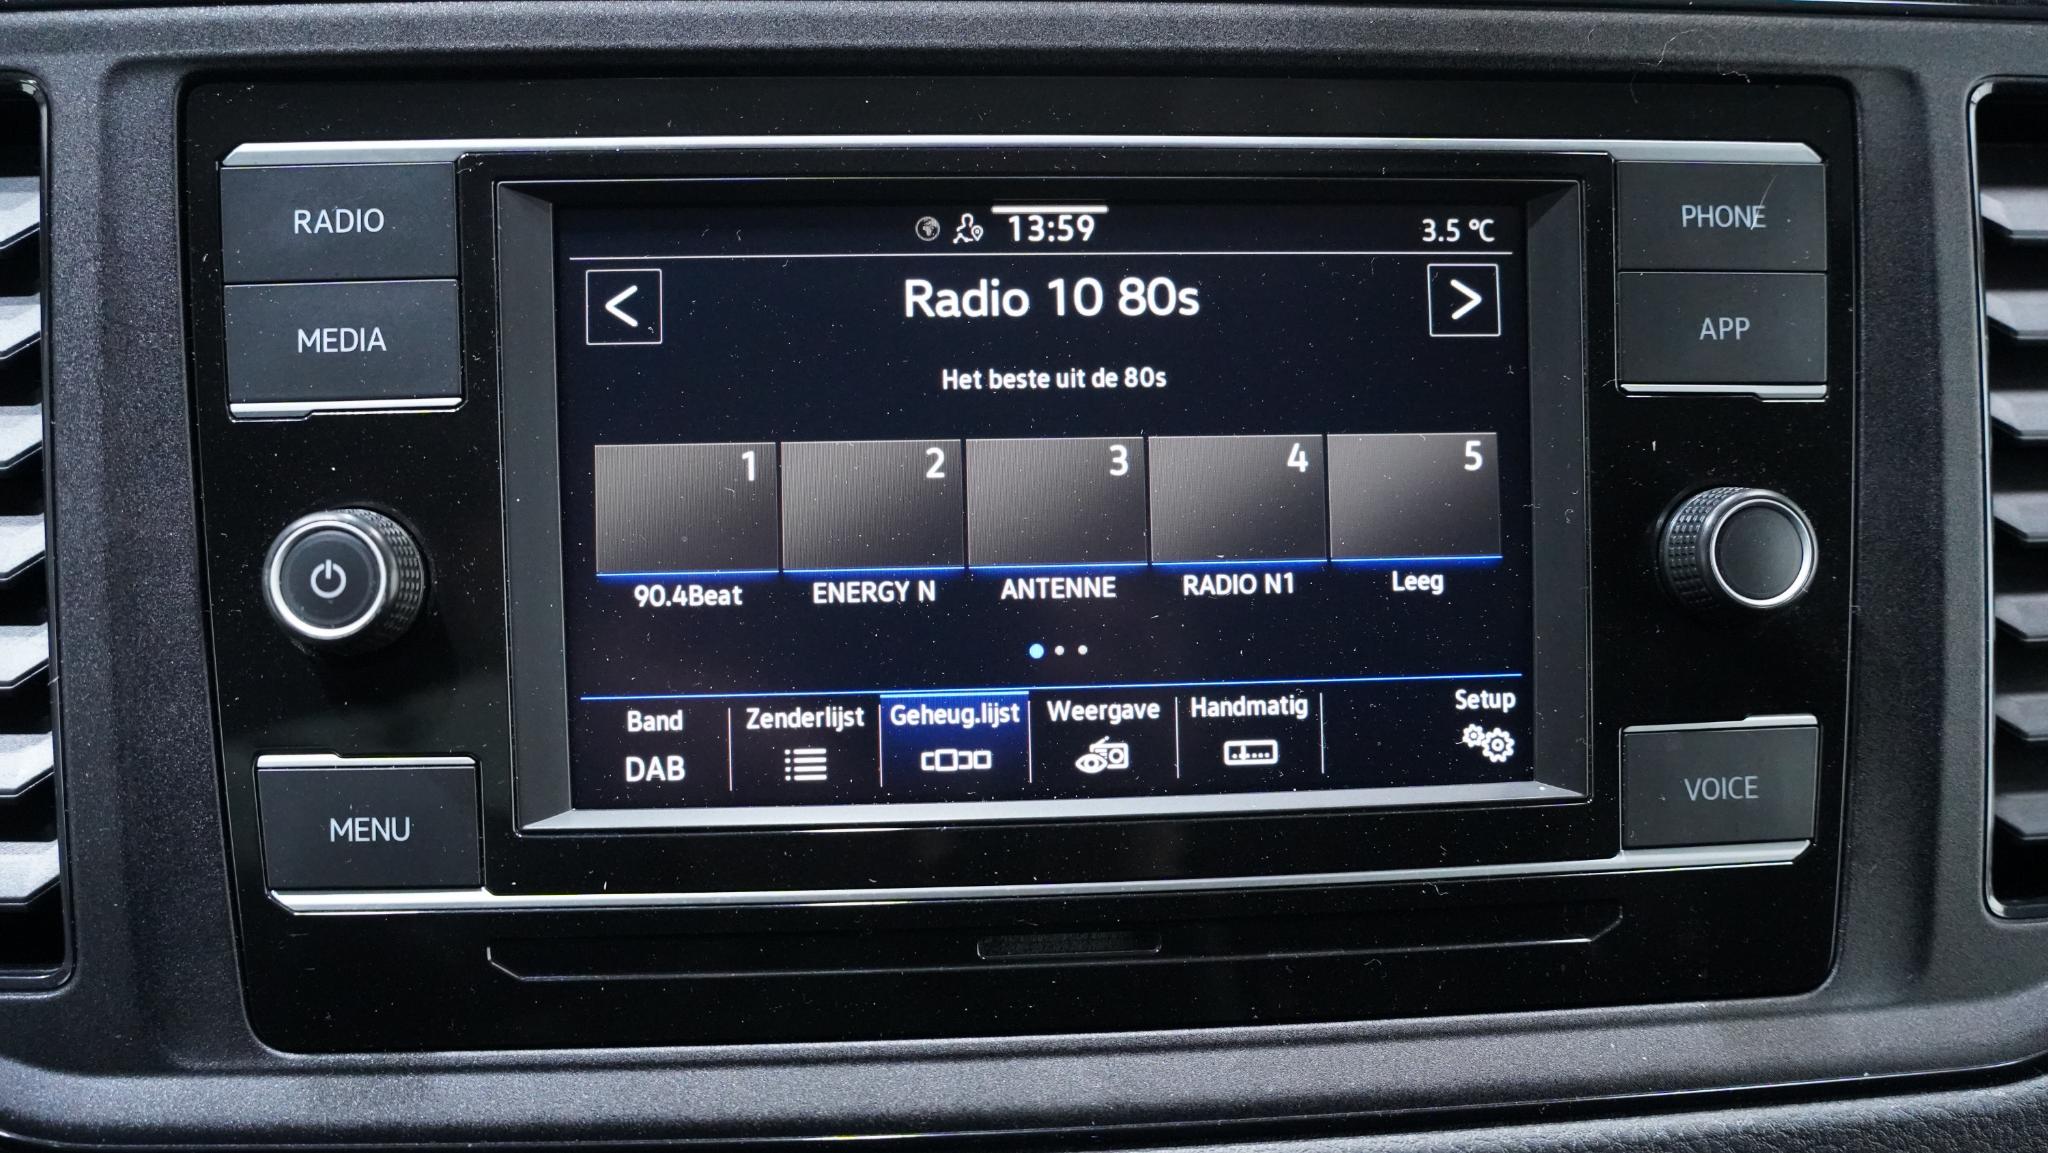 RADIO
MEDIA
MENU
13:59
3.5 °C
<
Radio 10 80s
>
Het beste uit de 80s
1
2
3
4
5
90.4Beat
ENERGY N
ANTENNE
RADIO N1
Leeg
Band
DAB
Zenderlijst
Geheug.lijst
Weergave
Handmatig
Setup
PHONE
APP
VOICE